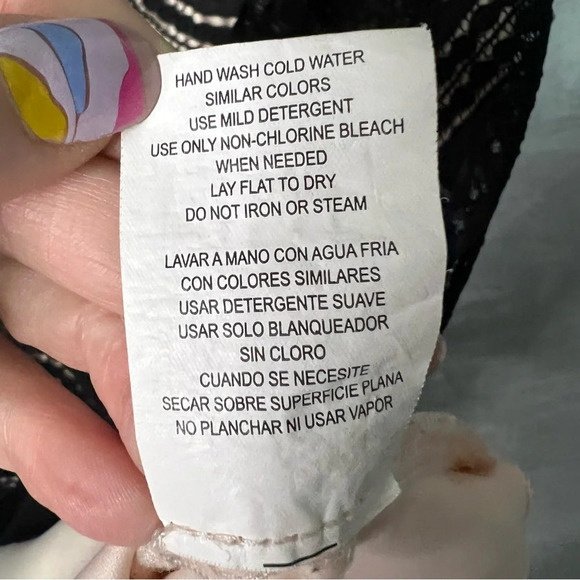 HAND WASH COLD WATER
SIMILAR COLORS
USE MILD DETERGENT
USE ONLY NON-CHLORINE BLEACH
WHEN NEEDED
LAY FLAT TO DRY
DO NOT IRON OR STEAM
LAVAR A MANO CON AGUA FRIA
CON COLORES SIMILARES
USAR DETERGENTE SUAVE
USAR SOLO BLANQUEADOR
SIN CLORO
CUANDO SE NECESITE
SECAR SOBRE SUPERFICIE PLANA
NO PLANCHAR NI USAR VAPOR